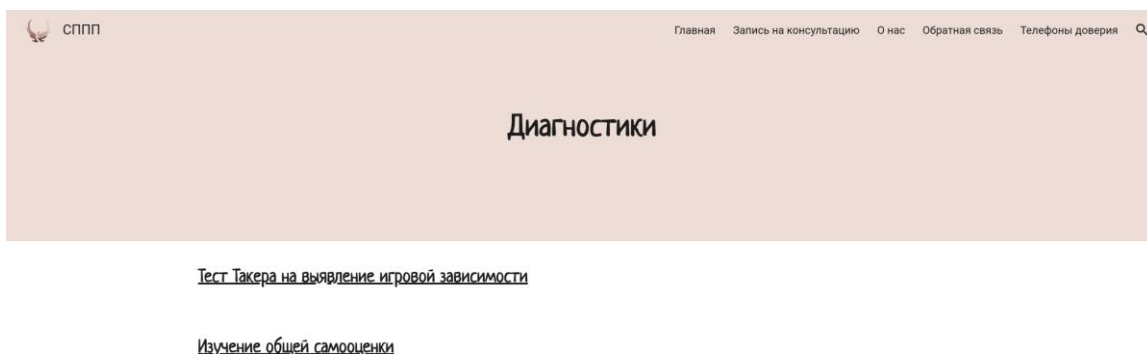 СППП
Главная Запись на консультацию О нас Обратная связь Телефоны доверия
Диагностики
Тест Такера на выявление игровой зависимости
Изучение общей самооценки